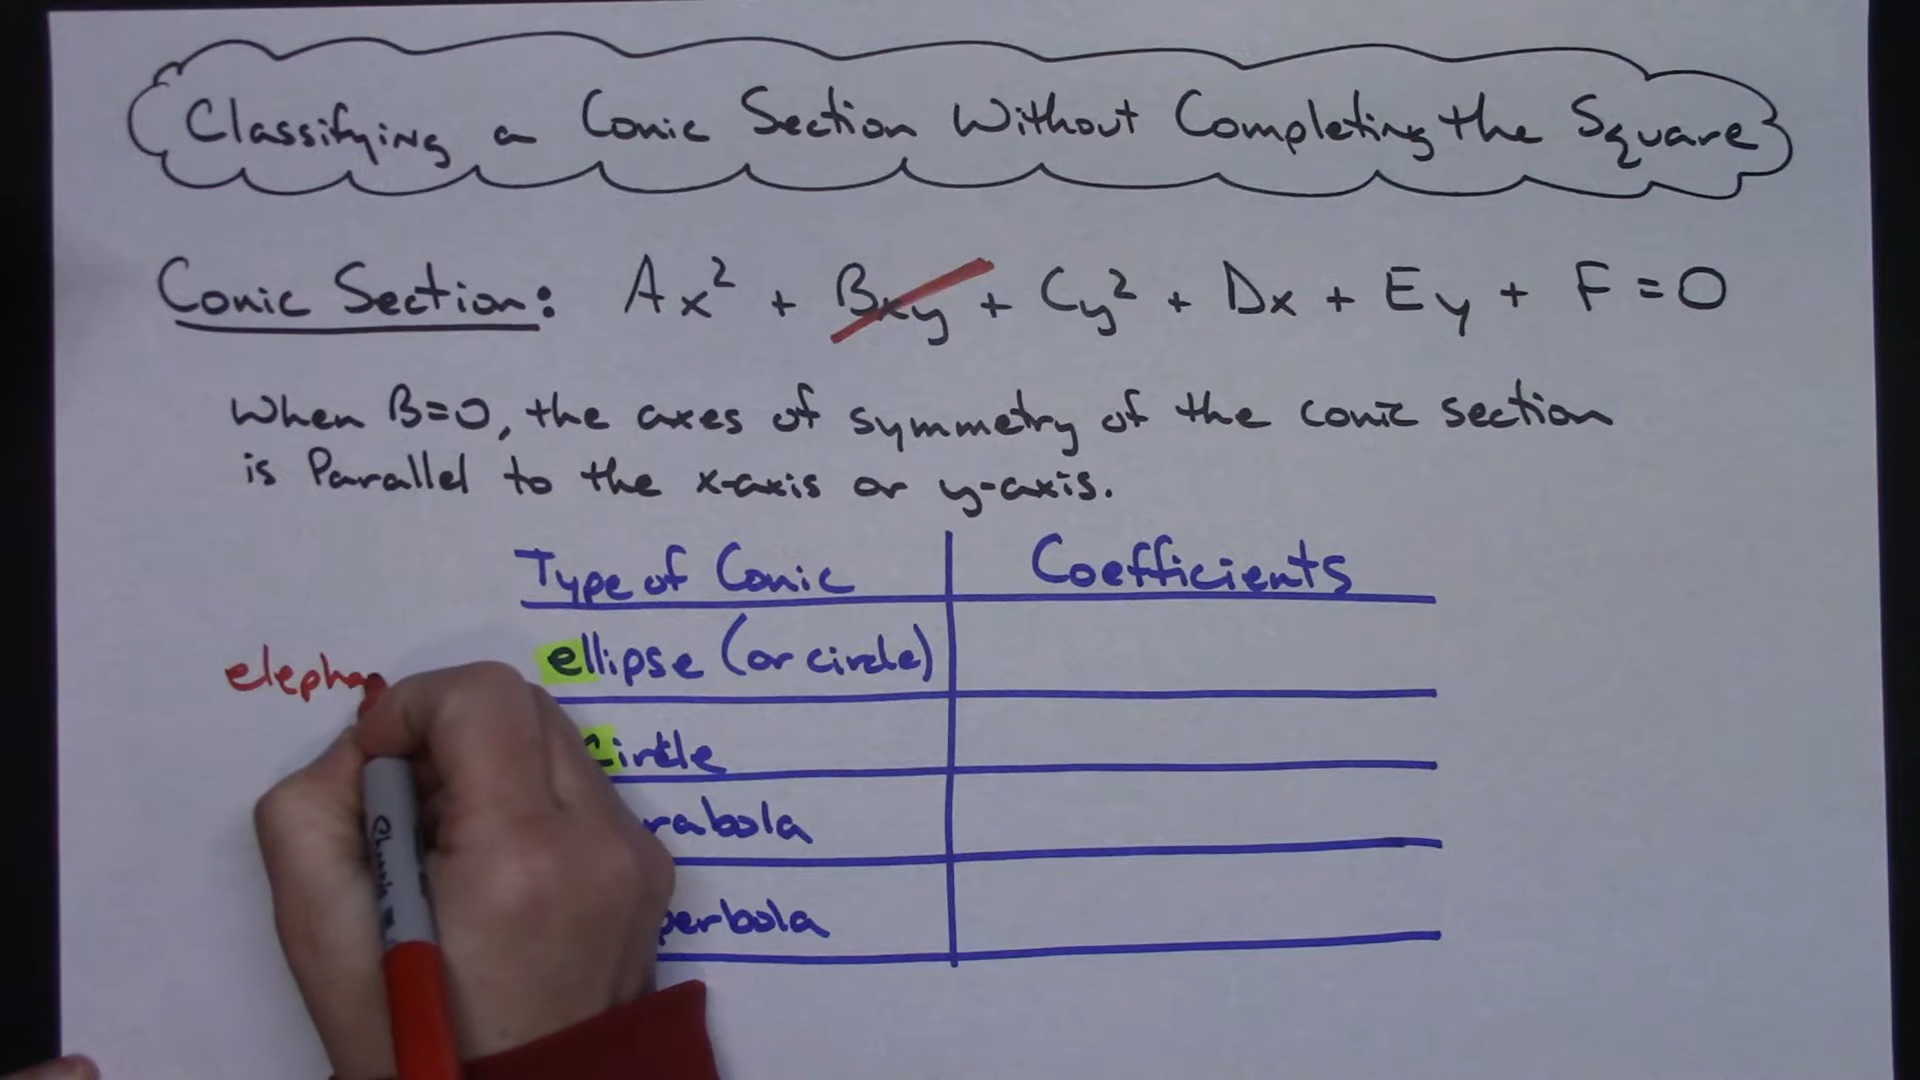 Classifying a Conic Section Without Completing the Square
Conic Section: Ax² + Bxy + Cy² + Dx + Ey + F = 0
When B=0, the axes of symmetry of the conic section
is Parallel to the x-axis or y-axis.
Type of Conic Coefficients
elepha ellipse (or circle)
circle
rabola
perbola